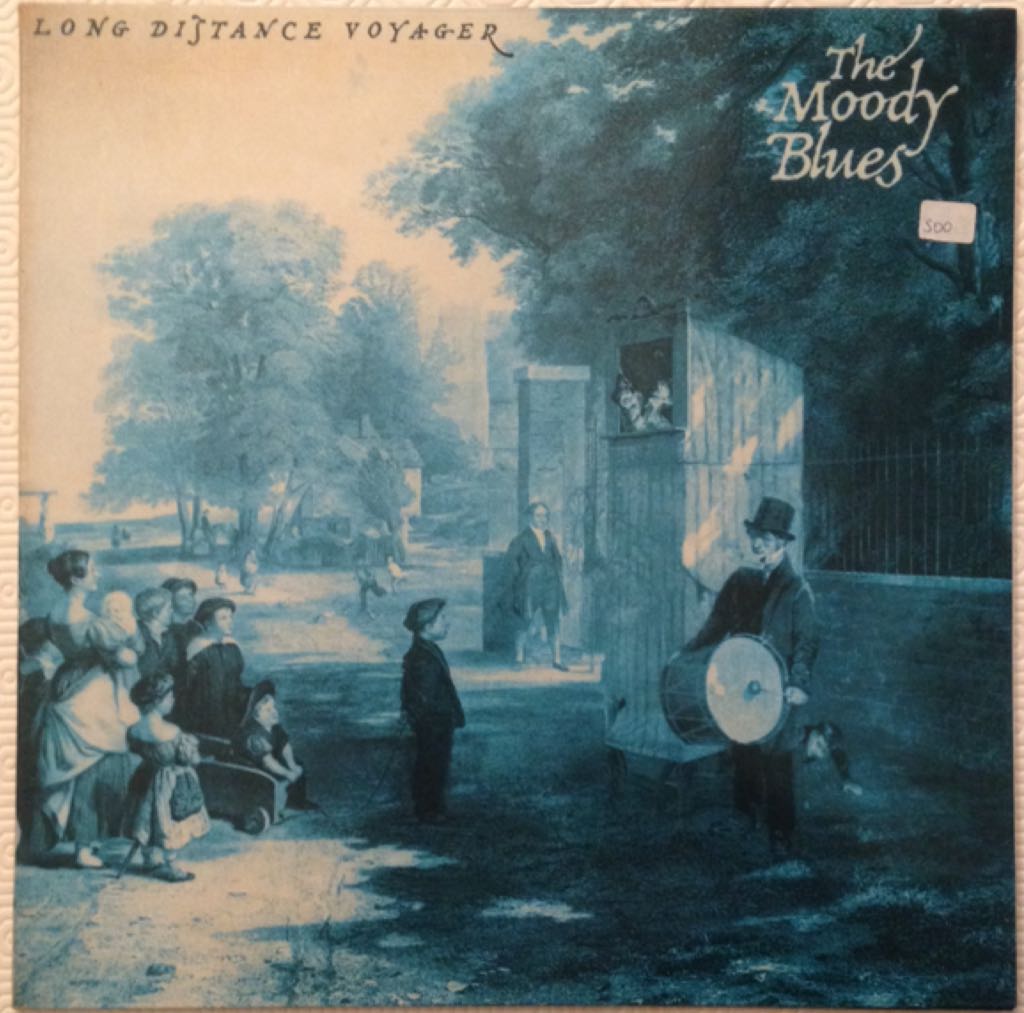 LONG DISTANCE VOYAGER
The
Moody
Blues
500